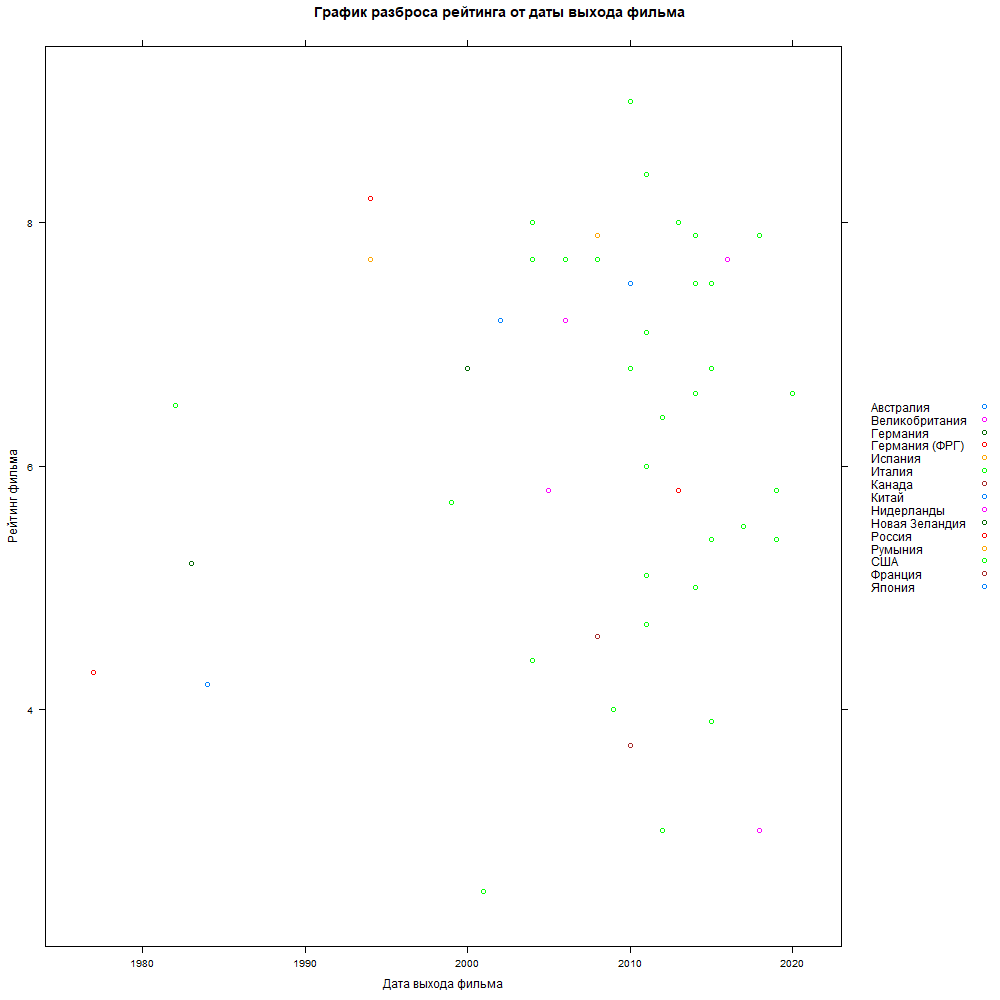 График разброса рейтинга от даты выхода фильма
8
6
4
Рейтинг фильма
1980
1990
2000
2010
2020
Дата выхода фильма
Австралия
Великобритания
Германия
Германия (ФРГ)
Испания
Италия
Канада
Китай
Нидерланды
Новая Зеландия
Россия
Румыния
США
Франция
Япония